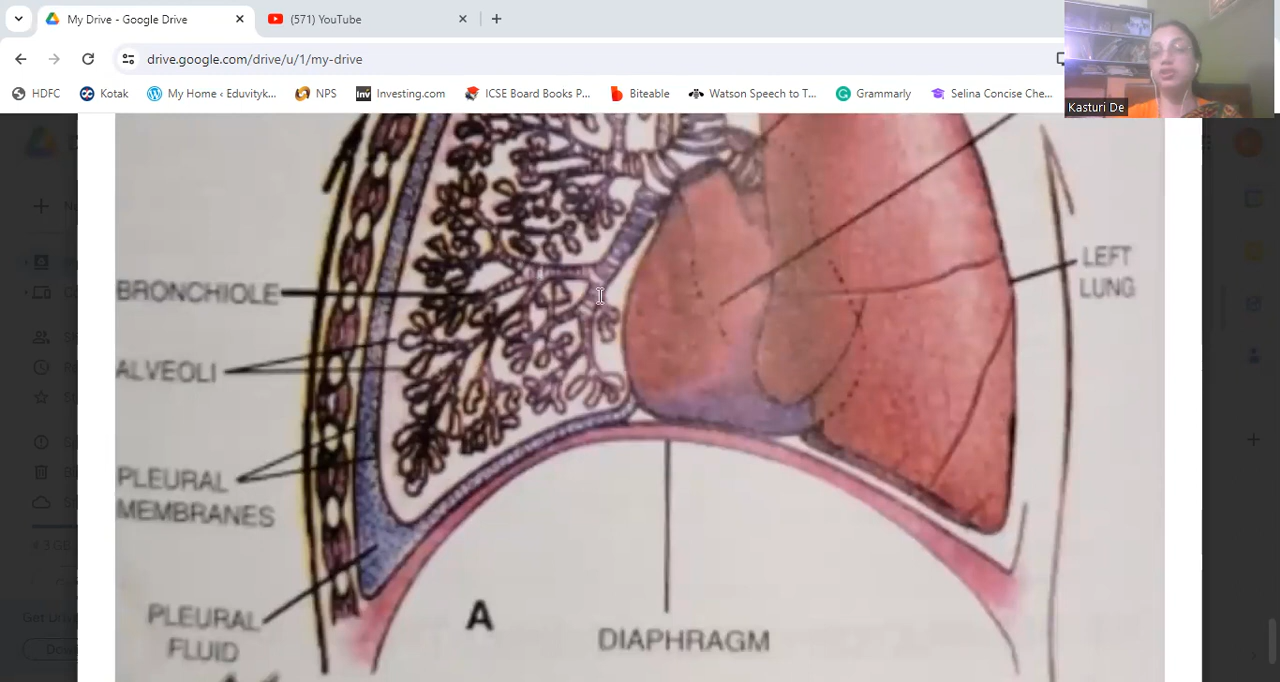 My Drive - Google Drive
(571) YouTube
drive.google.com/drive/u/1/my-drive
HDFC
Kotak
My Home ‹ Eduvityk...
NPS
Investing.com
ICSE Board Books P...
Biteable
Watson Speech to T...
Grammarly
Selina Concise Che...
Kasturi De
BRONCHIOLE
LEFT
LUNG
ALVEOLI
PLEURAL
MEMBRANES
PLEURAL
FLUID
A
DIAPHRAGM